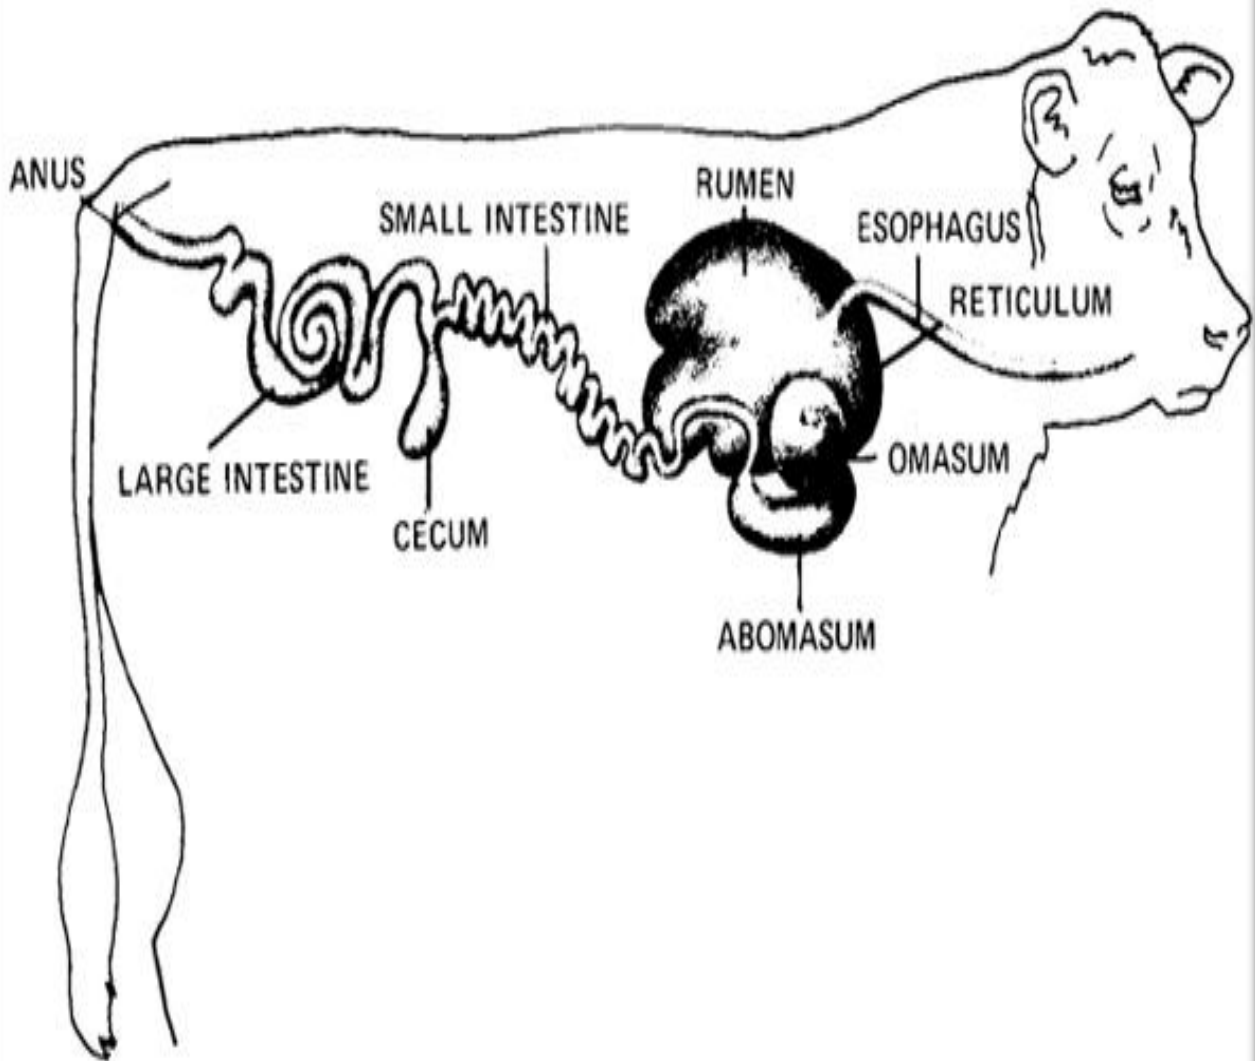 ANUS
RUMEN
SMALL INTESTINE
ESOPHAGUS
RETICULUM
LARGE INTESTINE
OMASUM
CECUM
ABOMASUM